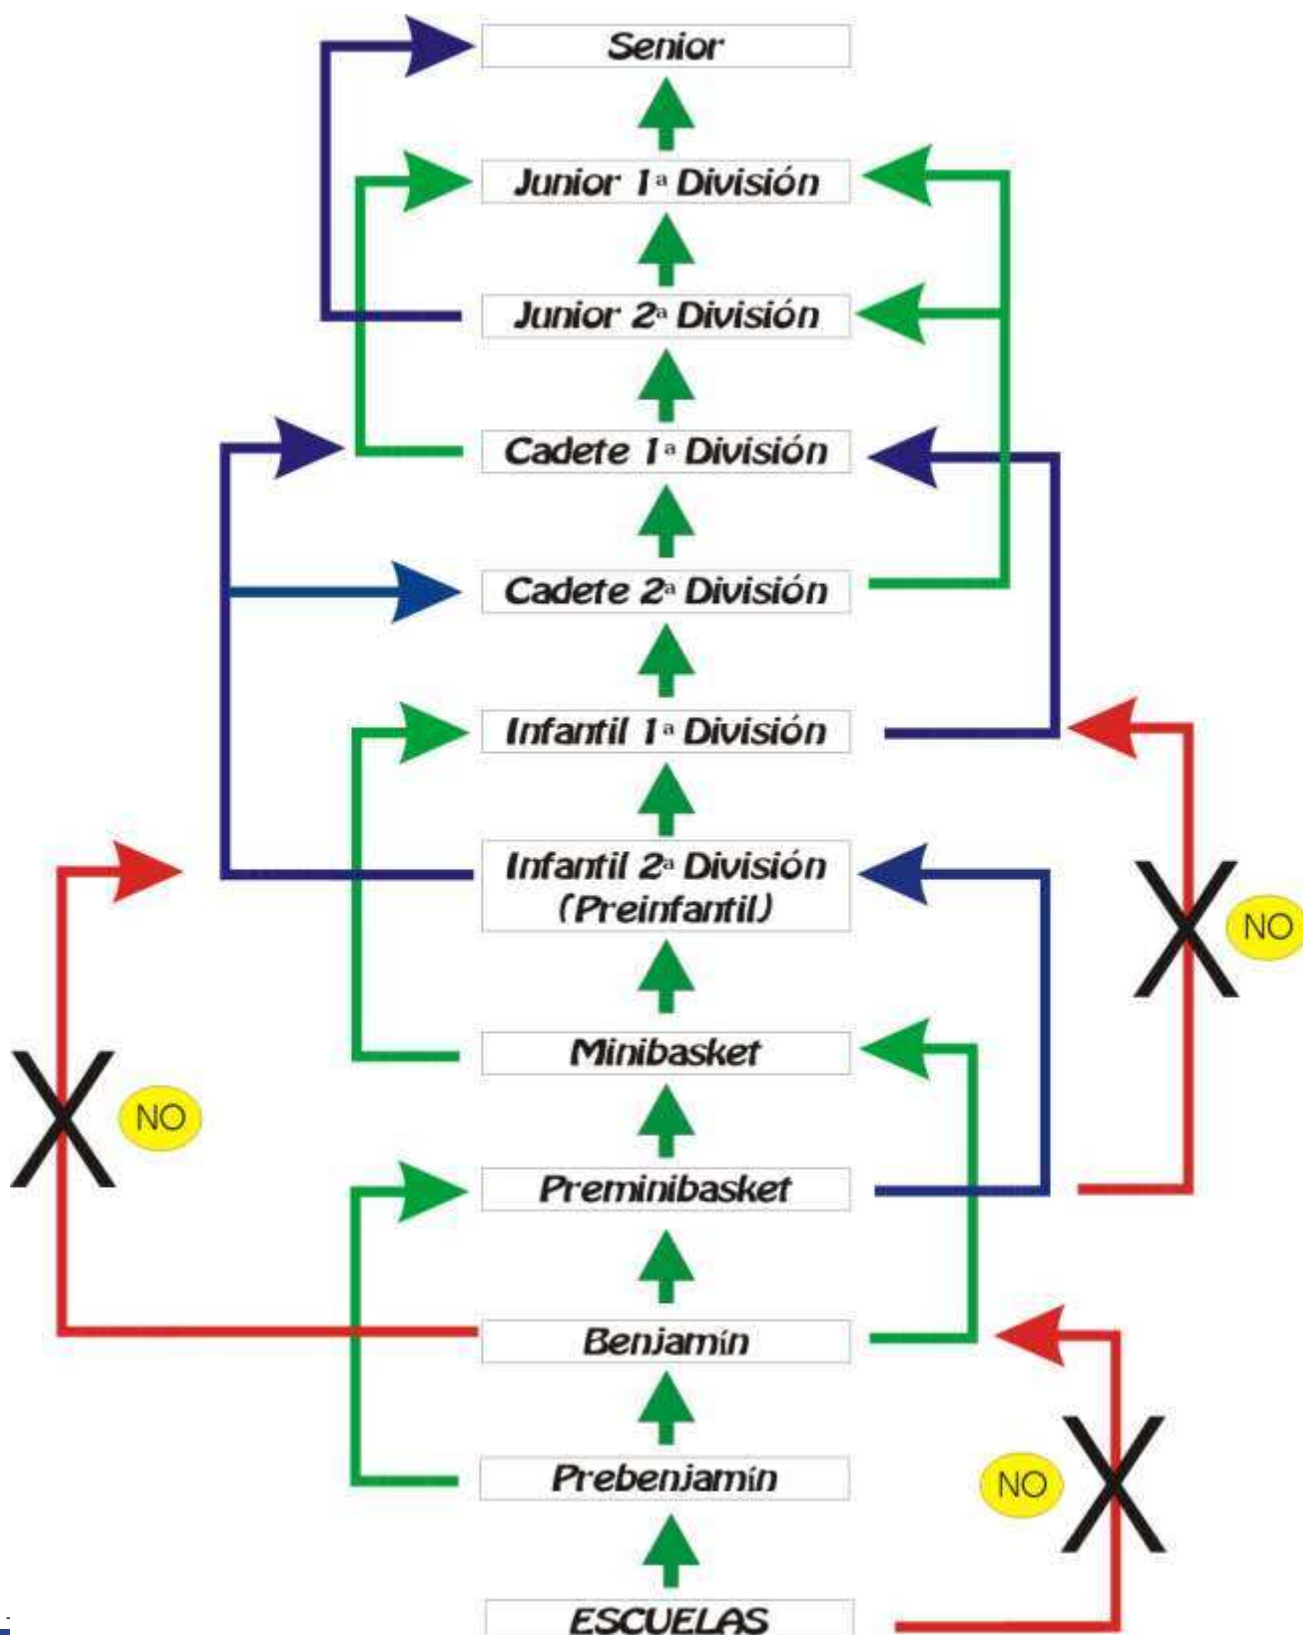 Senior
Junior 1ª División
Junior 2ª División
Cadete 1ª División
Cadete 2ª División
Infantil 1ª División
Infantil 2ª División
(Preinfantil)
NO
Minibasket
NO
Preminibasket
Benjamín
Prebenjamín
NO
ESCUELAS